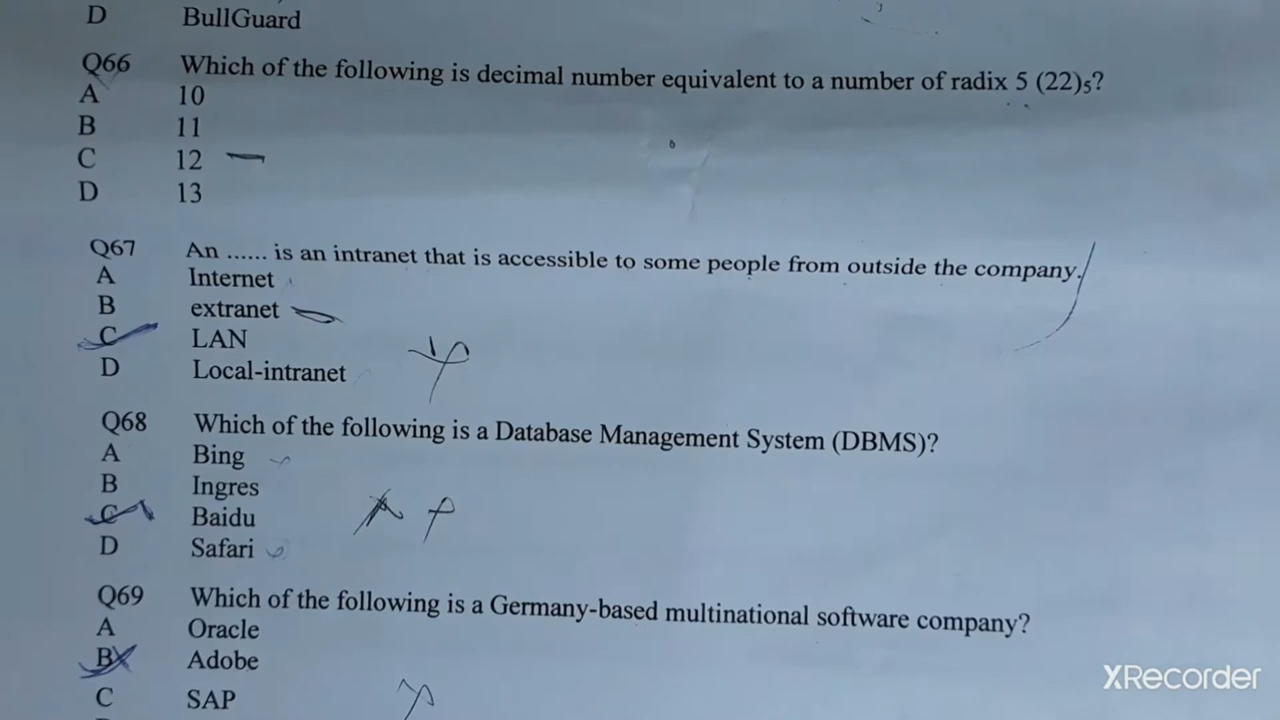 D BullGuard
Q66 Which of the following is decimal number equivalent to a number of radix 5 (22)₅?
A 10
B 11
C 12
D 13
Q67 An ...... is an intranet that is accessible to some people from outside the company.
A Internet
B extranet
C LAN
D Local-intranet
Q68 Which of the following is a Database Management System (DBMS)?
A Bing
B Ingres
C Baidu
D Safari
Q69 Which of the following is a Germany-based multinational software company?
A Oracle
B Adobe
C SAP
XRecorder